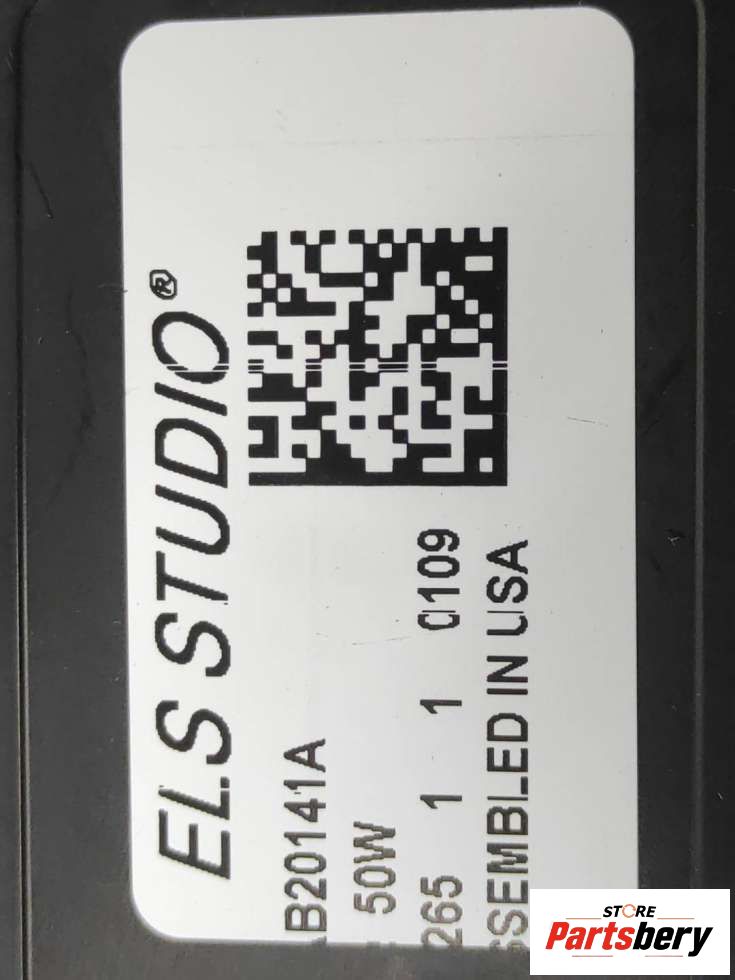 ELS STUDIO®
B20141A
50W
265 1 1 0109
SSEMBLED IN USA
STORE
Partsbery